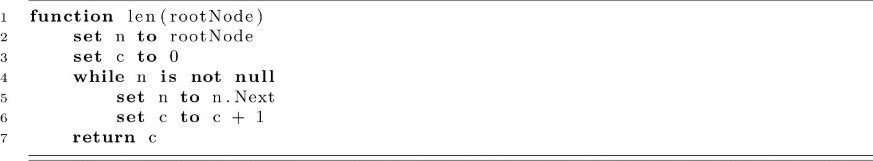 1 function len(rootNode)
2 set n to rootNode
3 set c to 0
4 while n is not null
5 set n to n.Next
6 set c to c + 1
7 return c